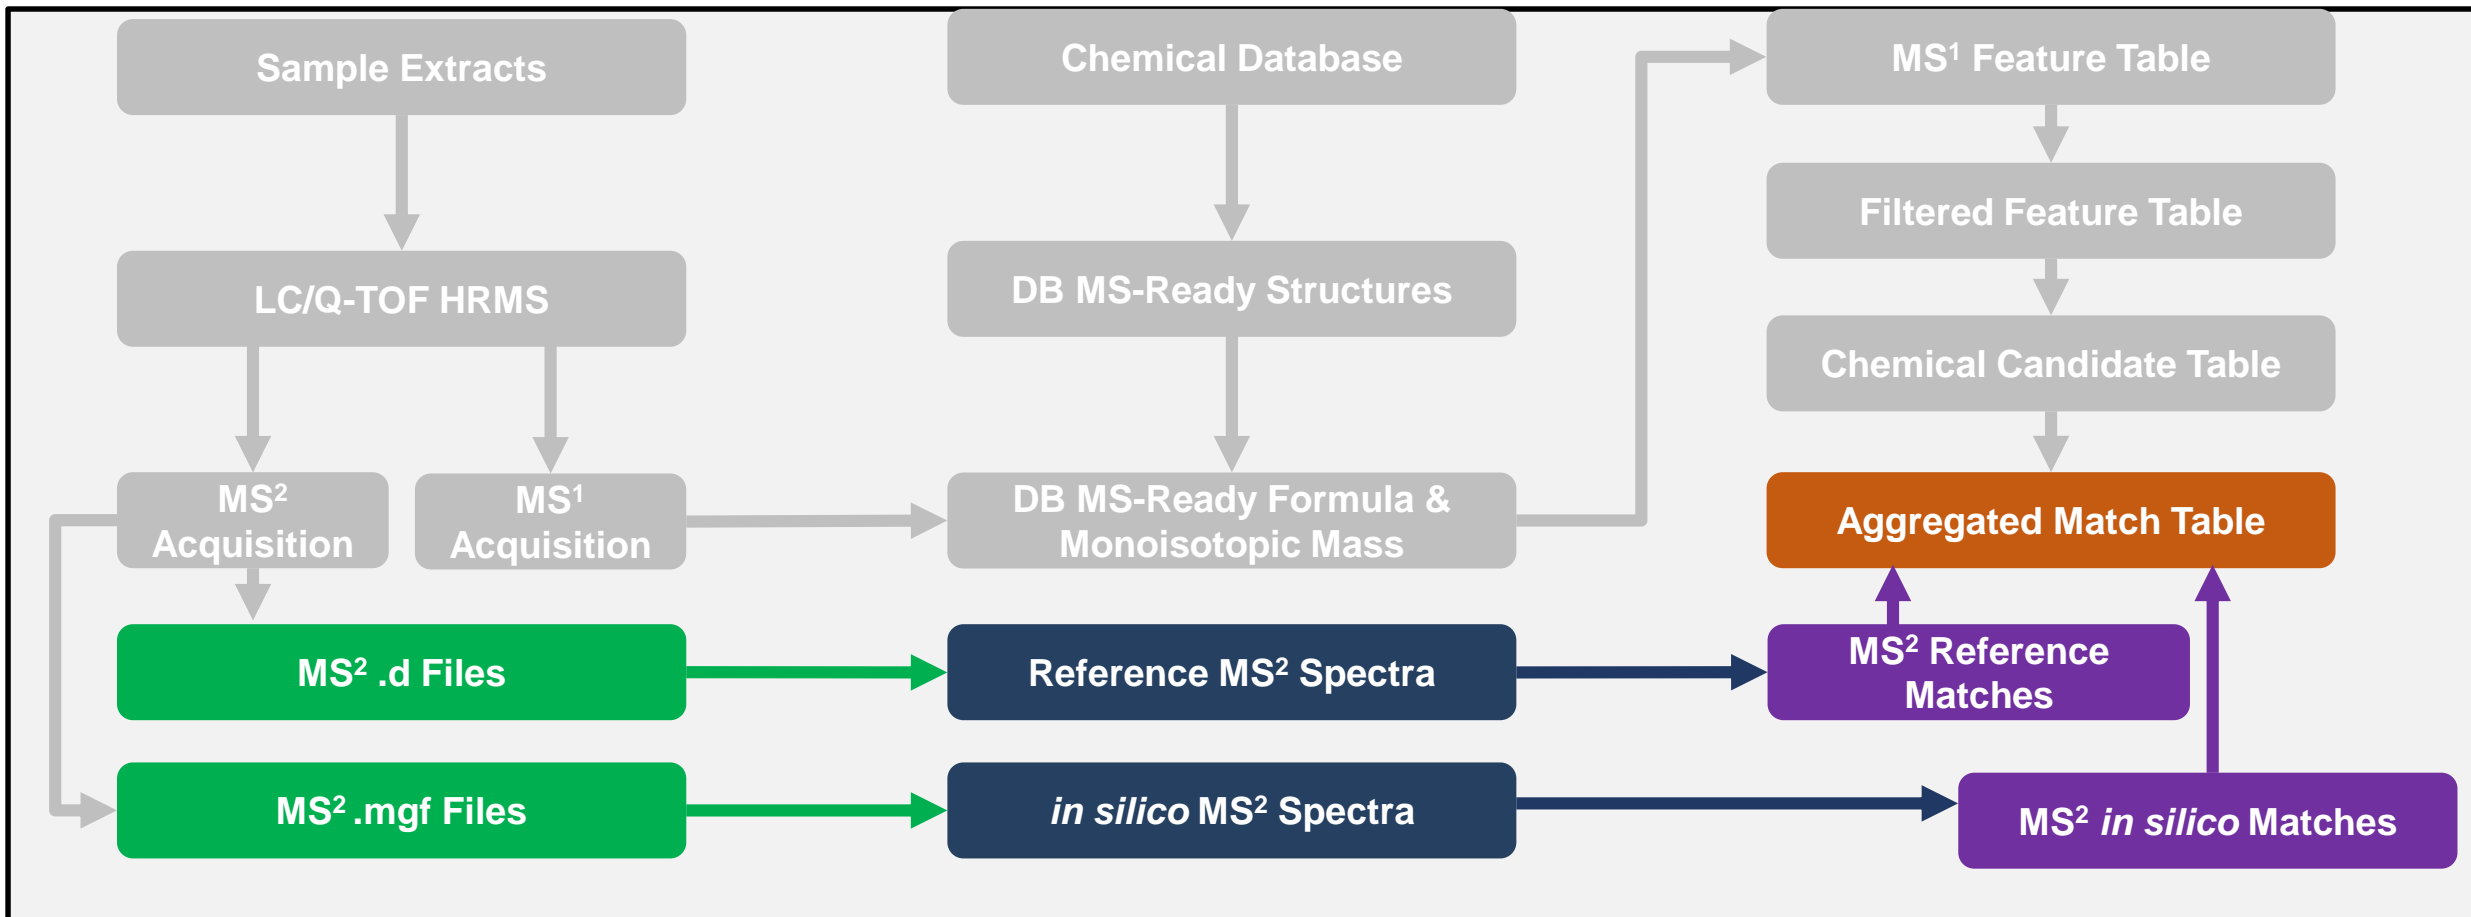 Sample Extracts
Chemical Database
MS¹ Feature Table
Filtered Feature Table
LC/Q-TOF HRMS
DB MS-Ready Structures
Chemical Candidate Table
MS²
Acquisition
MS¹
Acquisition
DB MS-Ready Formula &
Monoisotopic Mass
Aggregated Match Table
MS² .d Files
Reference MS² Spectra
MS² Reference
Matches
MS² .mgf Files
in silico MS² Spectra
MS² in silico Matches